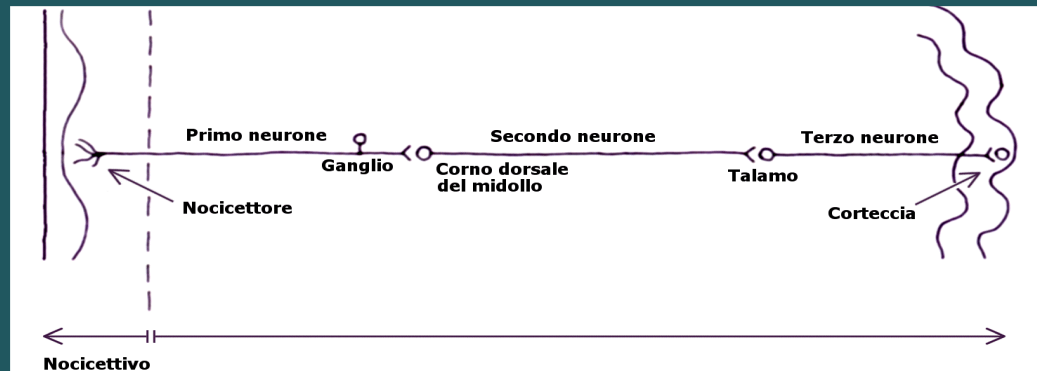 Primo neurone
Secondo neurone
Terzo neurone
Ganglio
Corno dorsale
del midollo
Talamo
Nocicettore
Corteccia
Nocicettivo